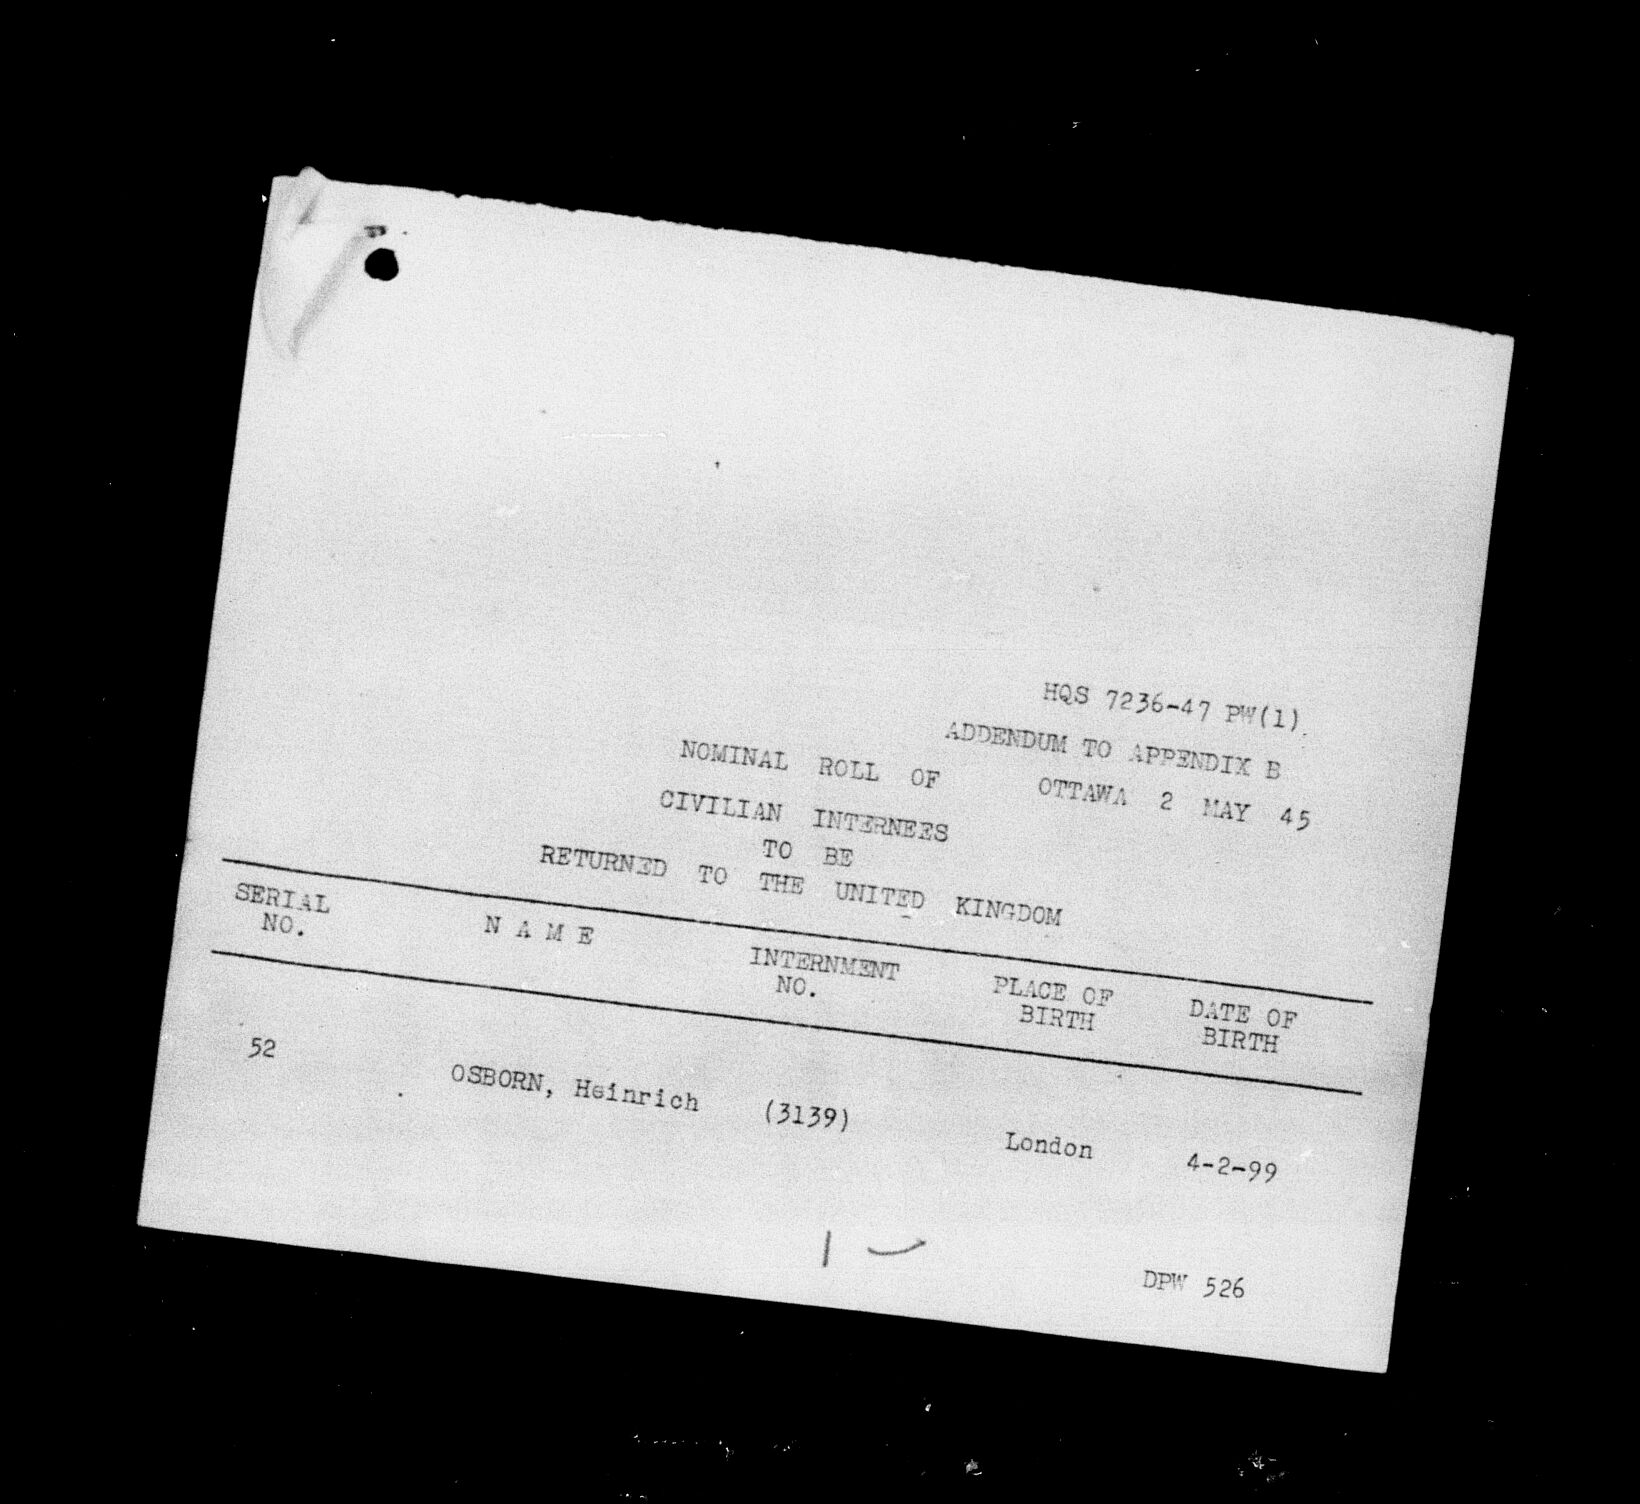 HQS 7236-47 PW(1)
ADDENDUM TO APPENDIX B
OTTAWA 2 MAY 45
NOMINAL ROLL OF
CIVILIAN INTERNEES
TO BE
RETURNED TO THE UNITED KINGDOM
SERIAL NO. NAME INTERNMENT NO. PLACE OF BIRTH DATE OF BIRTH
52 OSBORN, Heinrich (3139) London 4-2-99
DPW 526